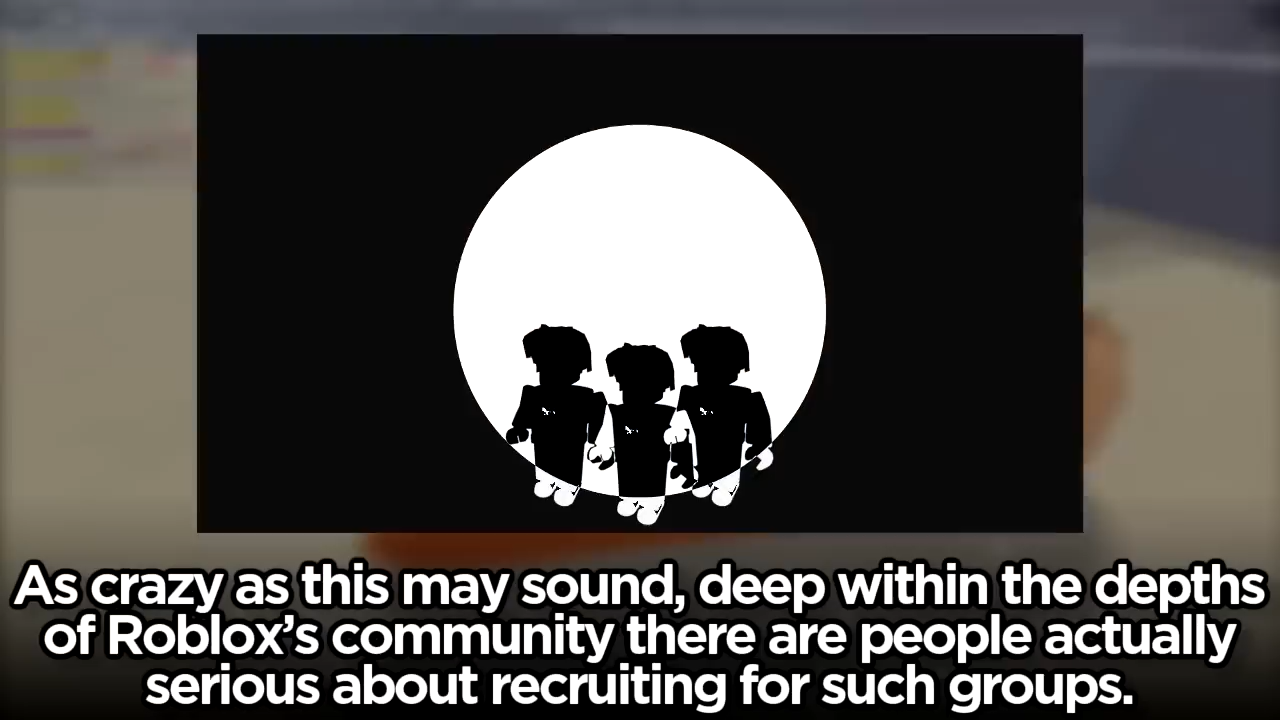 As crazy as this may sound, deep within the depths
of Roblox’s community there are people actually
serious about recruiting for such groups.